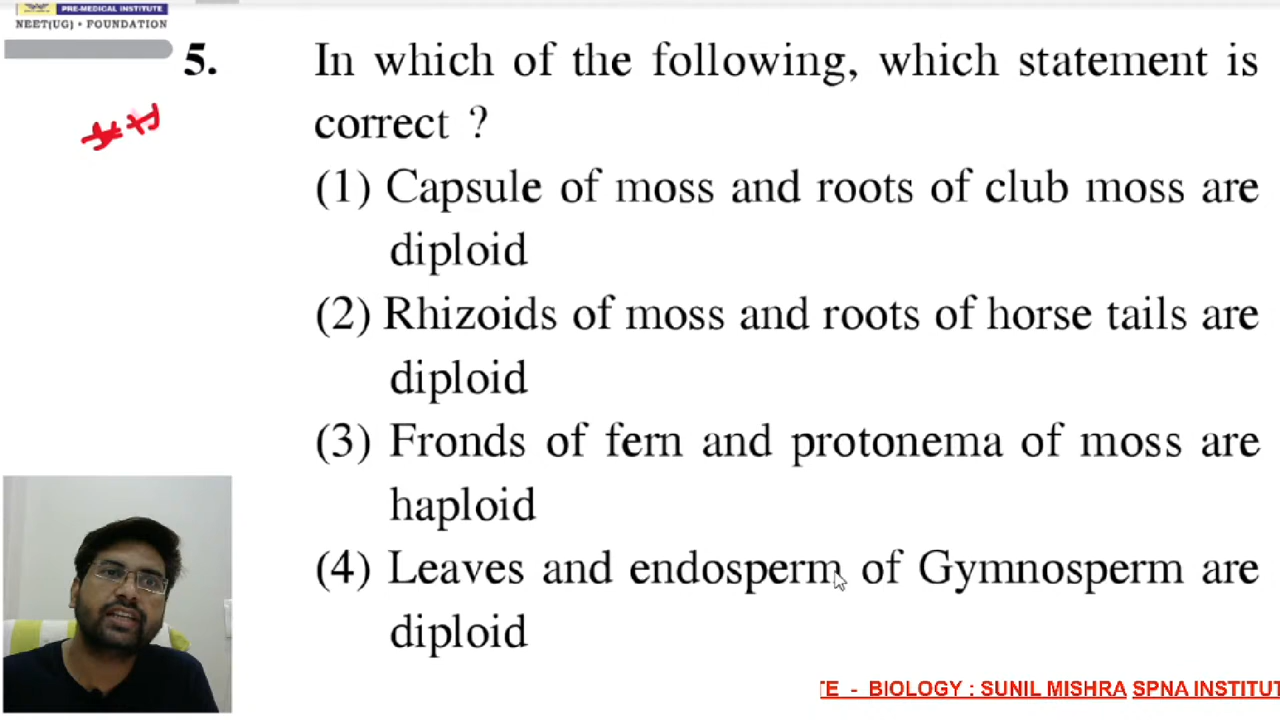 PRE-MEDICAL INSTITUTE
NEET(UG) • FOUNDATION
5. In which of the following, which statement is
correct ?
(1) Capsule of moss and roots of club moss are
diploid
(2) Rhizoids of moss and roots of horse tails are
diploid
(3) Fronds of fern and protonema of moss are
haploid
(4) Leaves and endosperm of Gymnosperm are
diploid
TE - BIOLOGY : SUNIL MISHRA SPNA INSTITUT